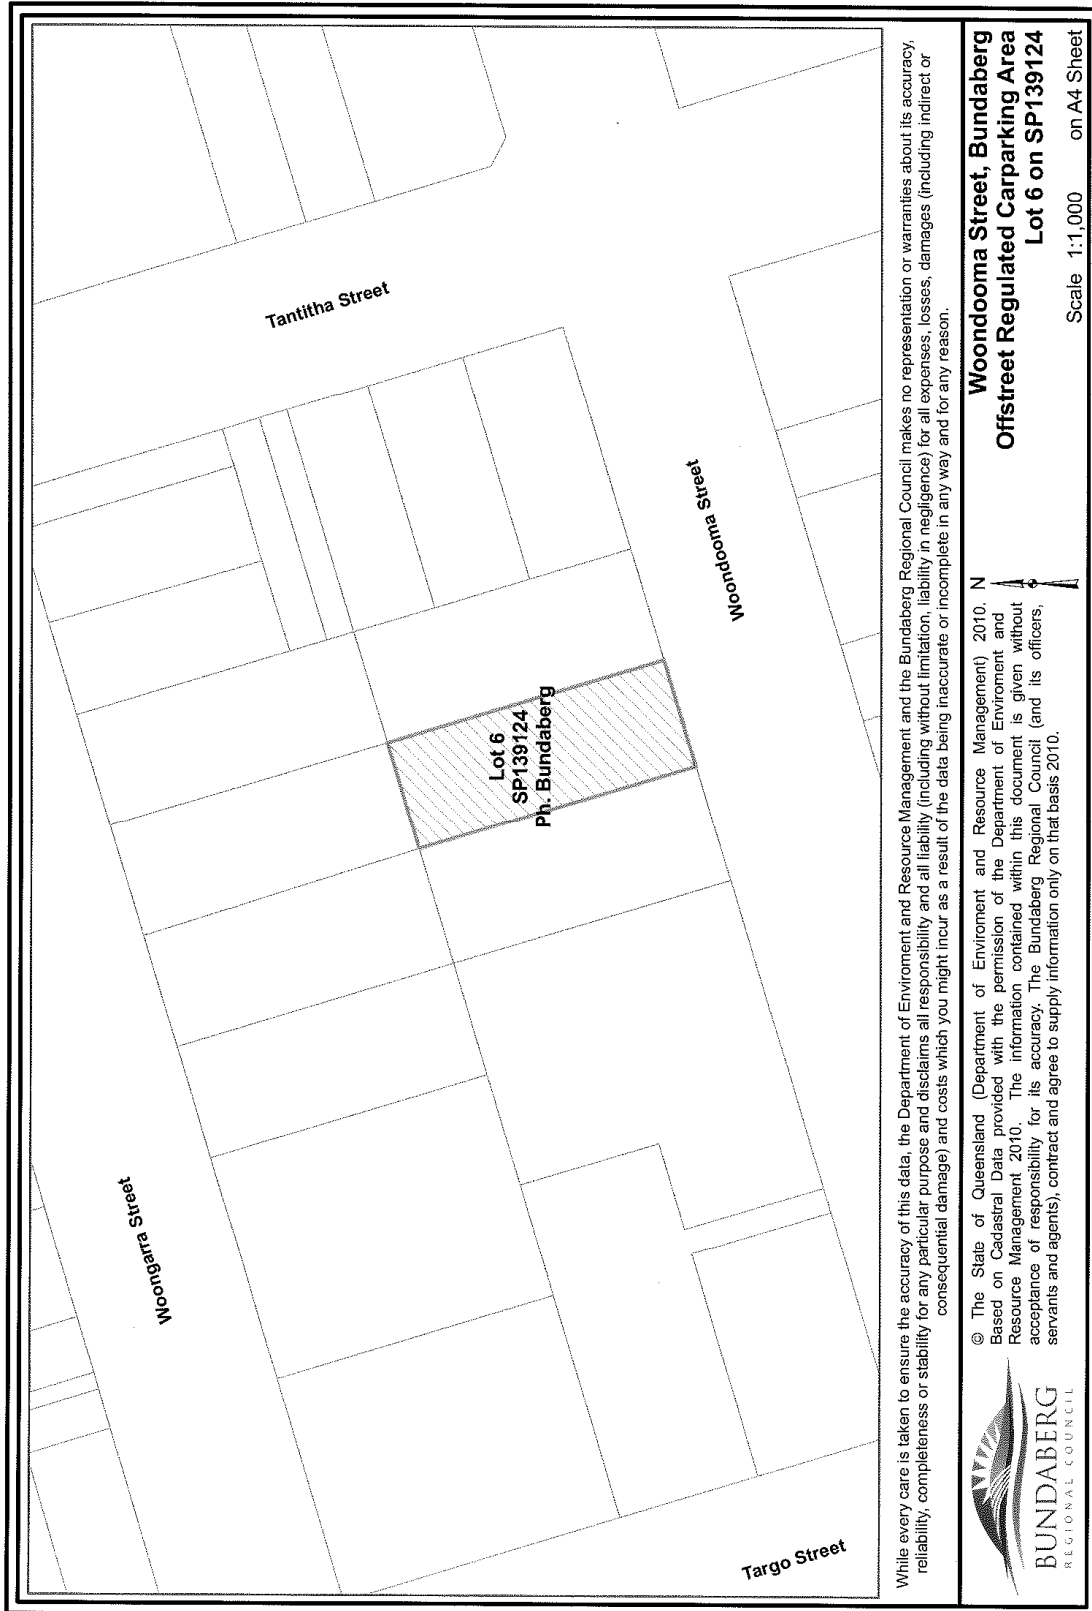 Tantitha Street
Woongarra Street
Lot 6
SP139124
Ph. Bundaberg
Woondooma Street
Targo Street
While every care is taken to ensure the accuracy of this data, the Department of Enviroment and Resource Management and the Bundaberg Regional Council makes no representation or warranties about its accuracy,
reliability, completeness or stability for any particular purpose and disclaims all responsibility and all liability (including without limitation, liability in negligence) for all expenses, losses, damages (including indirect or
consequential damage) and costs which you might incur as a result of the data being inaccurate or incomplete in any way and for any reason.
BUNDABERG
REGIONAL COUNCIL
© The State of Queensland (Department of Enviroment and Resource Management) 2010.
Based on Cadastral Data provided with the permission of the Department of Enviroment and
Resource Management 2010. The information contained within this document is given without
acceptance of responsibility for its accuracy. The Bundaberg Regional Council (and its officers,
servants and agents), contract and agree to supply information only on that basis 2010.
N
Woondooma Street, Bundaberg
Offstreet Regulated Carparking Area
Lot 6 on SP139124
Scale 1:1,000 on A4 Sheet